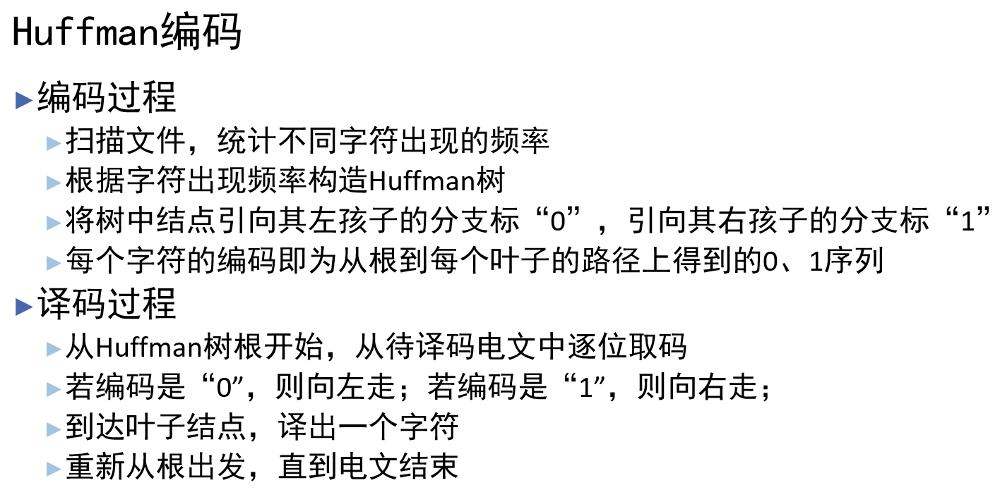 Huffman编码
编码过程
扫描文件，统计不同字符出现的频率
根据字符出现频率构造Huffman树
将树中结点引向其左孩子的分支标“0”，引向其右孩子的分支标“1”
每个字符的编码即为从根到每个叶子的路径上得到的0、1序列
译码过程
从Huffman树根开始，从待译码电文中逐位取码
若编码是“0”，则向左走；若编码是“1”，则向右走；
到达叶子结点，译出一个字符
重新从根出发，直到电文结束